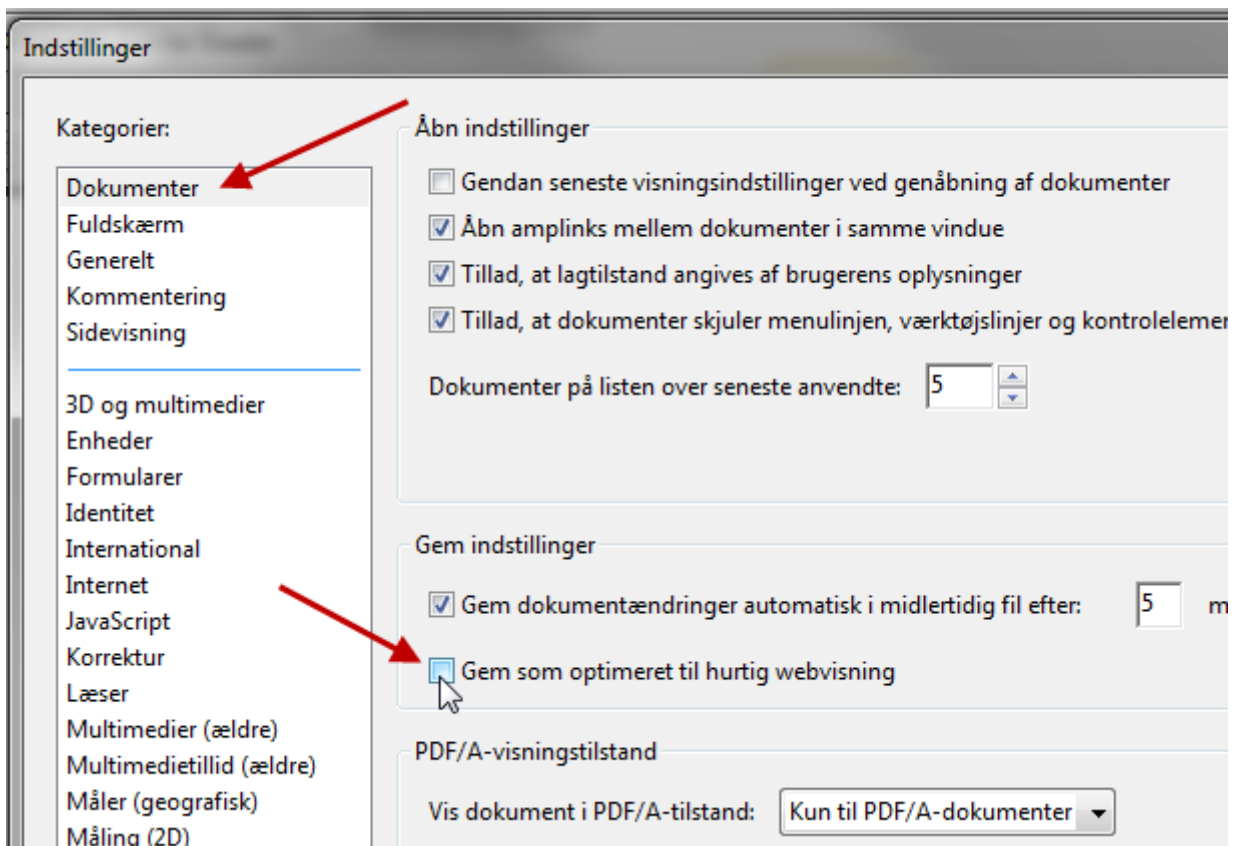 Indstillinger
Kategorier:
Dokumenter
Fuldskærm
Generelt
Kommentering
Sidevisning
3D og multimedier
Enheder
Formularer
Identitet
International
Internet
JavaScript
Korrektur
Læser
Multimedier (ældre)
Multimedietillid (ældre)
Måler (geografisk)
Måling (2D)
Åbn indstillinger
Gendan seneste visningsindstillinger ved genåbning af dokumenter
Åbn amplinks mellem dokumenter i samme vindue
Tillad, at lagtilstand angives af brugerens oplysninger
Tillad, at dokumenter skjuler menulinjen, værktøjslinjer og kontrolelemer
Dokumenter på listen over seneste anvendte: 5
Gem indstillinger
Gem dokumentændringer automatisk i midlertidig fil efter: 5 m
Gem som optimeret til hurtig webvisning
PDF/A-visningstilstand
Vis dokument i PDF/A-tilstand: Kun til PDF/A-dokumenter